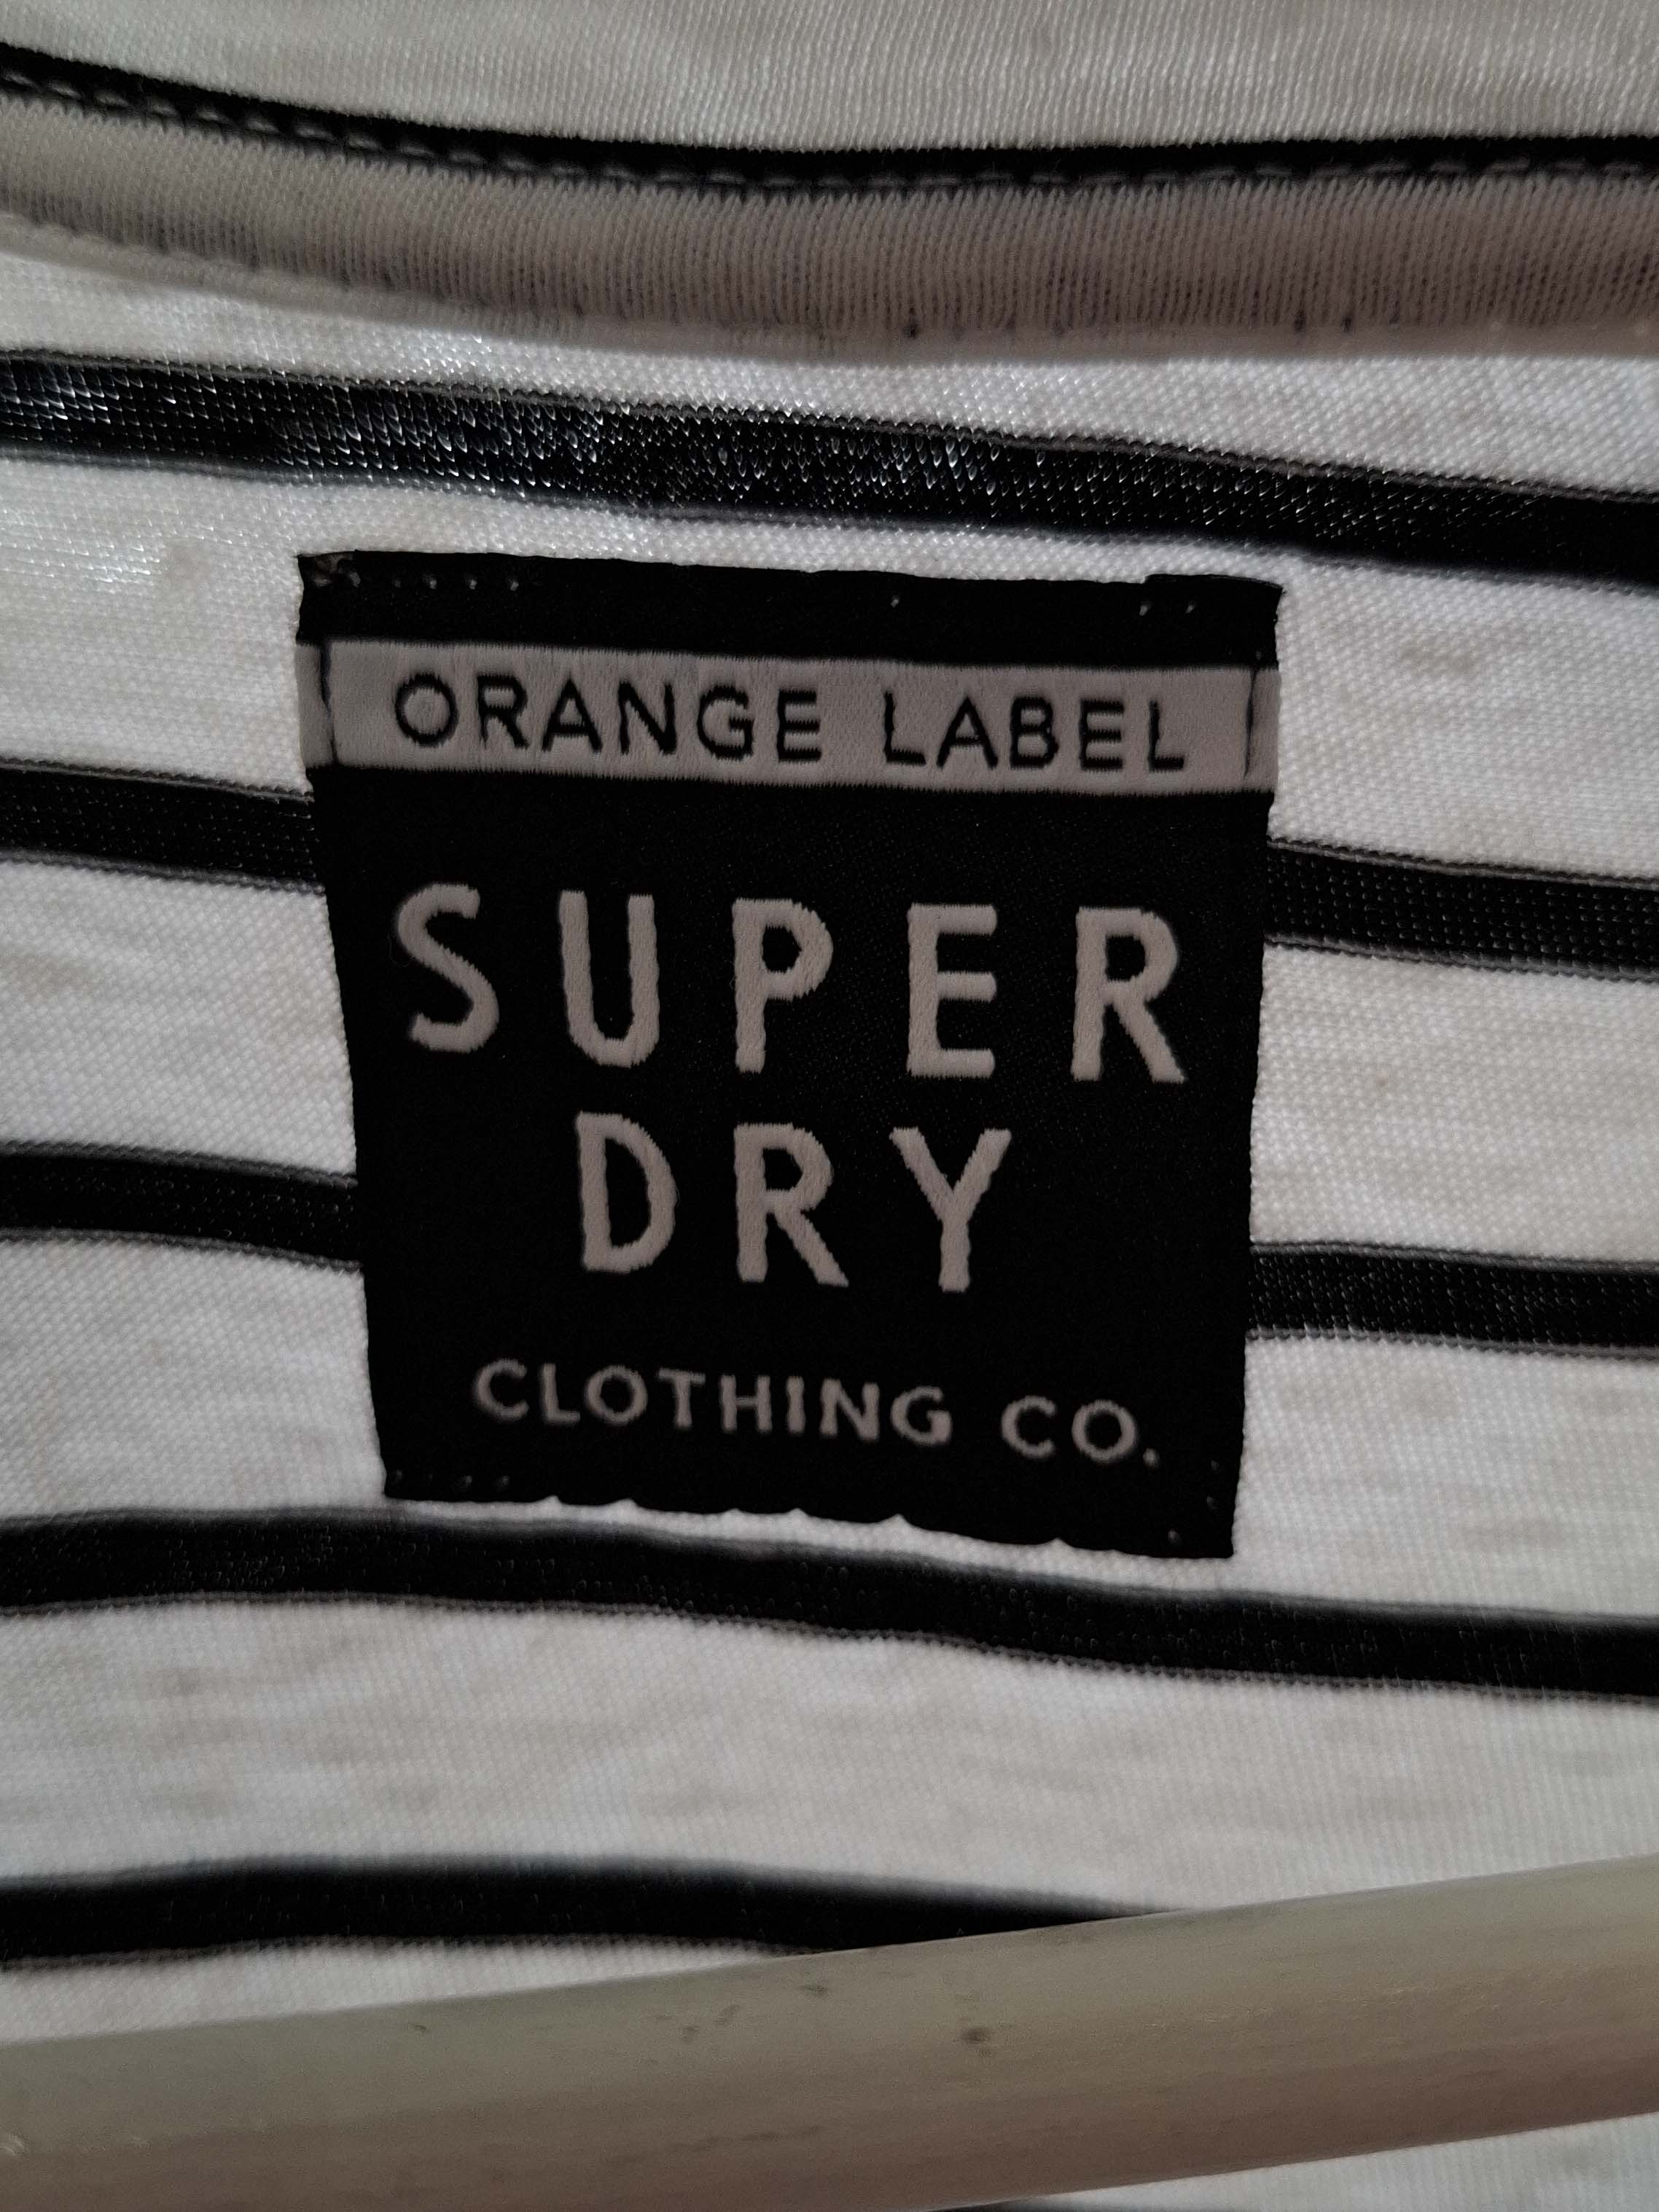 ORANGE LABEL
SUPER
DRY
CLOTHING CO.